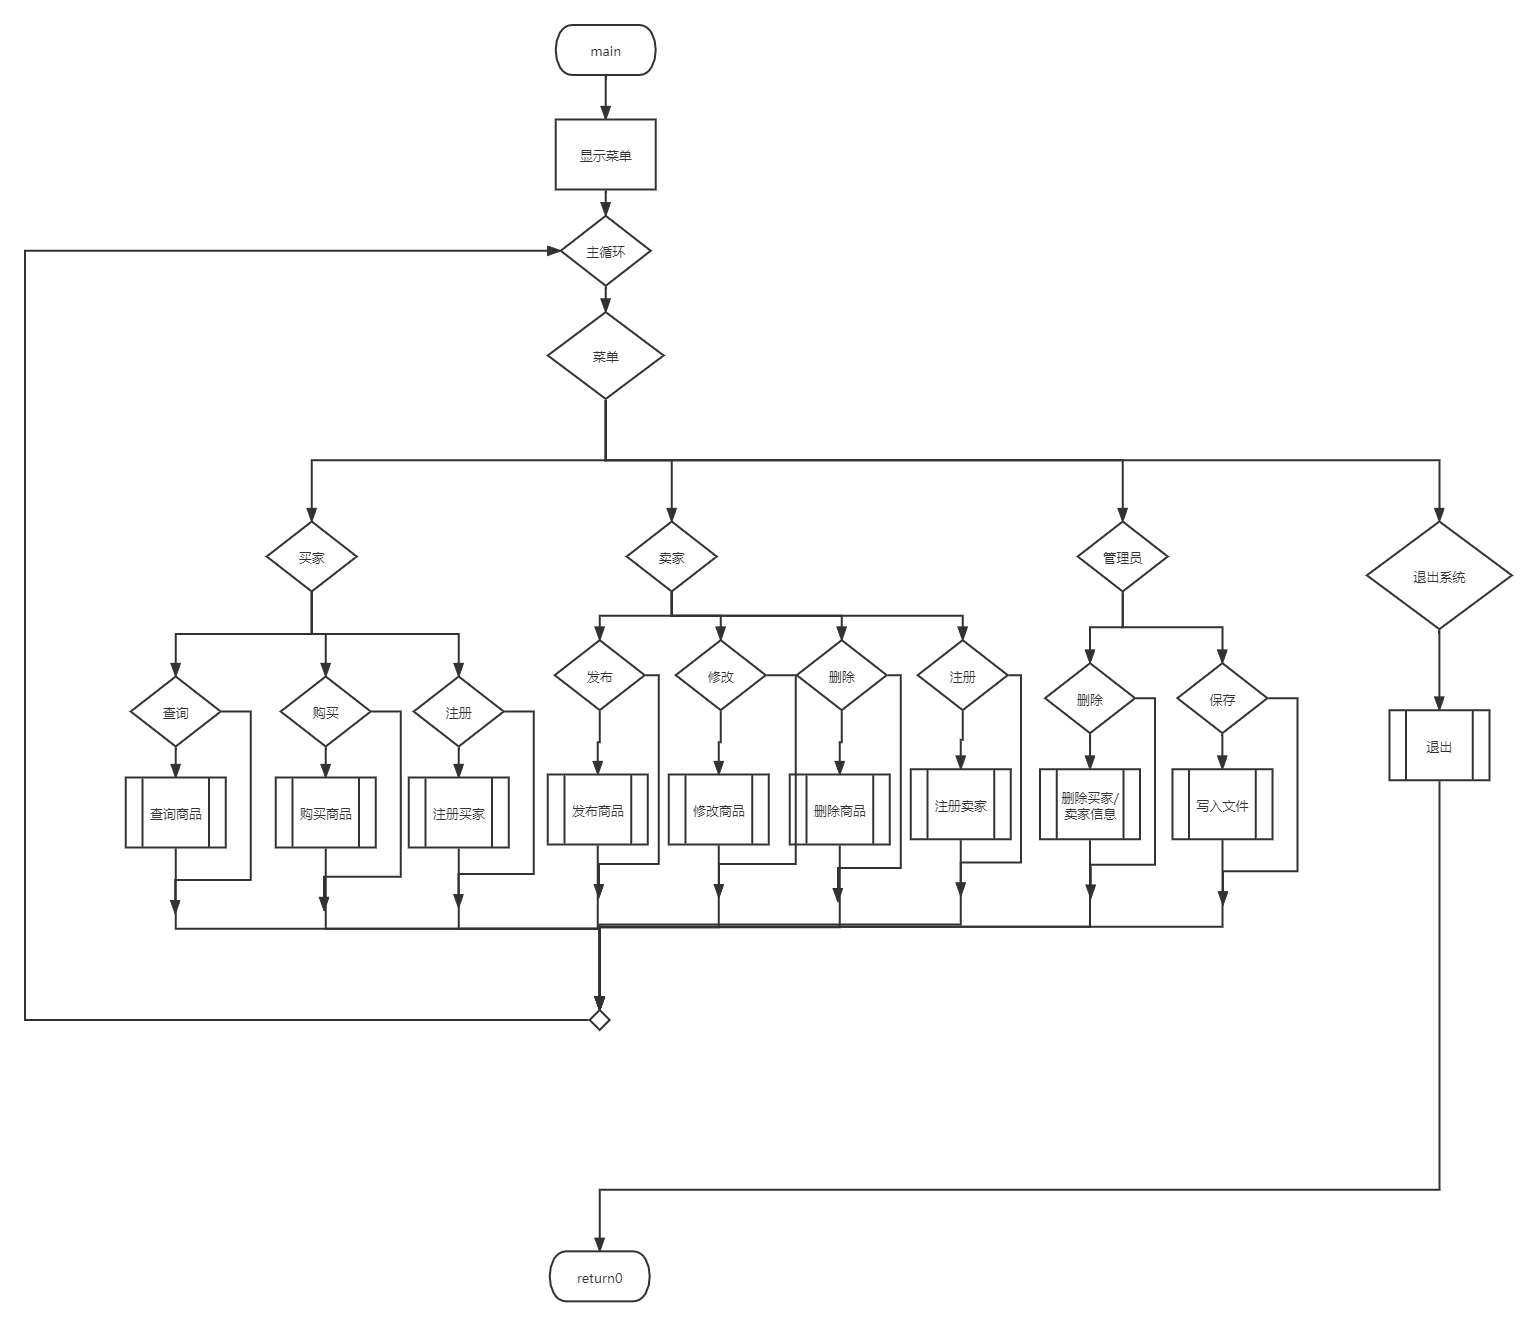 main
显示菜单
主循环
菜单
买家
卖家
管理员
退出系统
查询
购买
注册
发布
修改
删除
注册
删除
保存
退出
查询商品
购买商品
注册买家
发布商品
修改商品
删除商品
注册卖家
删除买家/
卖家信息
写入文件
return0